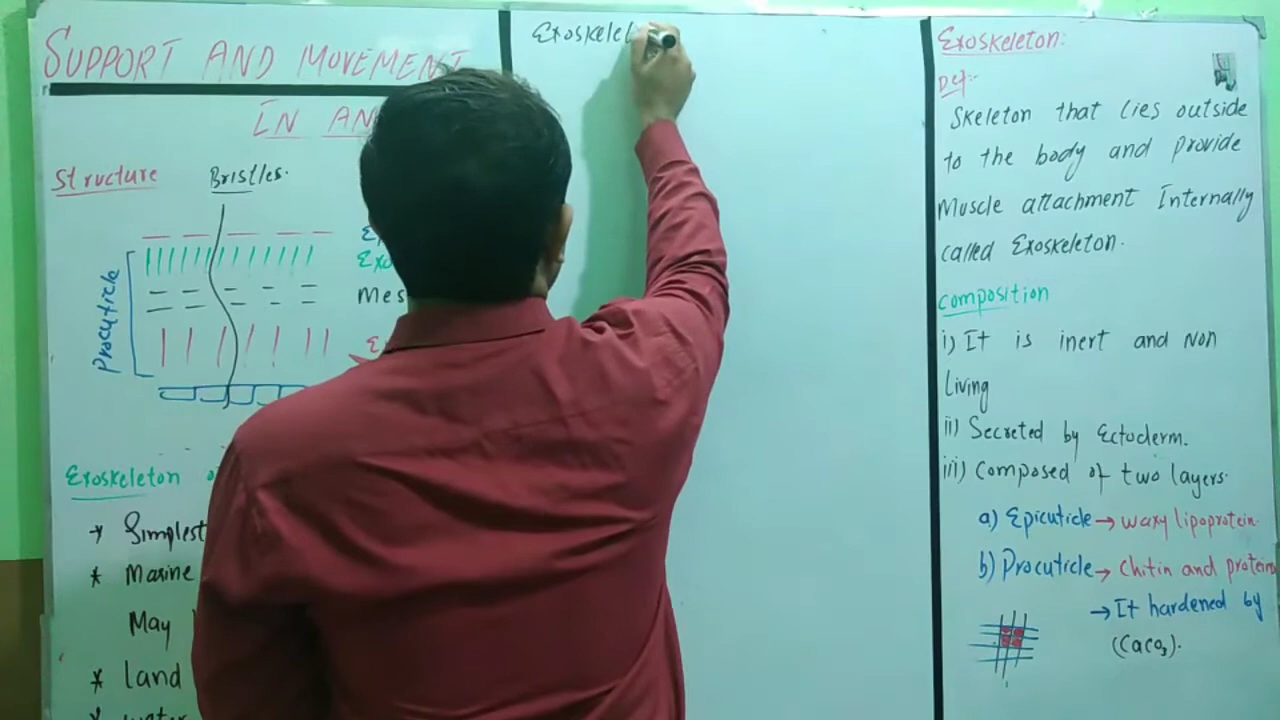 SUPPORT AND MOVEMENT
IN
Structure
Bristles.
Mes
Procuticle
Exoskeleton
* Simplest
* Marine
May
* land
* water
Exoskelet
Exoskeleton:
Def:-
Skeleton that lies outside
to the body and provide
Muscle attachment Internally
called Exoskeleton.
composition
i) It is inert and Non
Living
ii) Secreted by Ectoderm.
iii) Composed of two layers.
a) Epicuticle → waxy lipoprotein.
b) Procuticle → Chitin and protein
→ It hardened by
(CaCO₃).